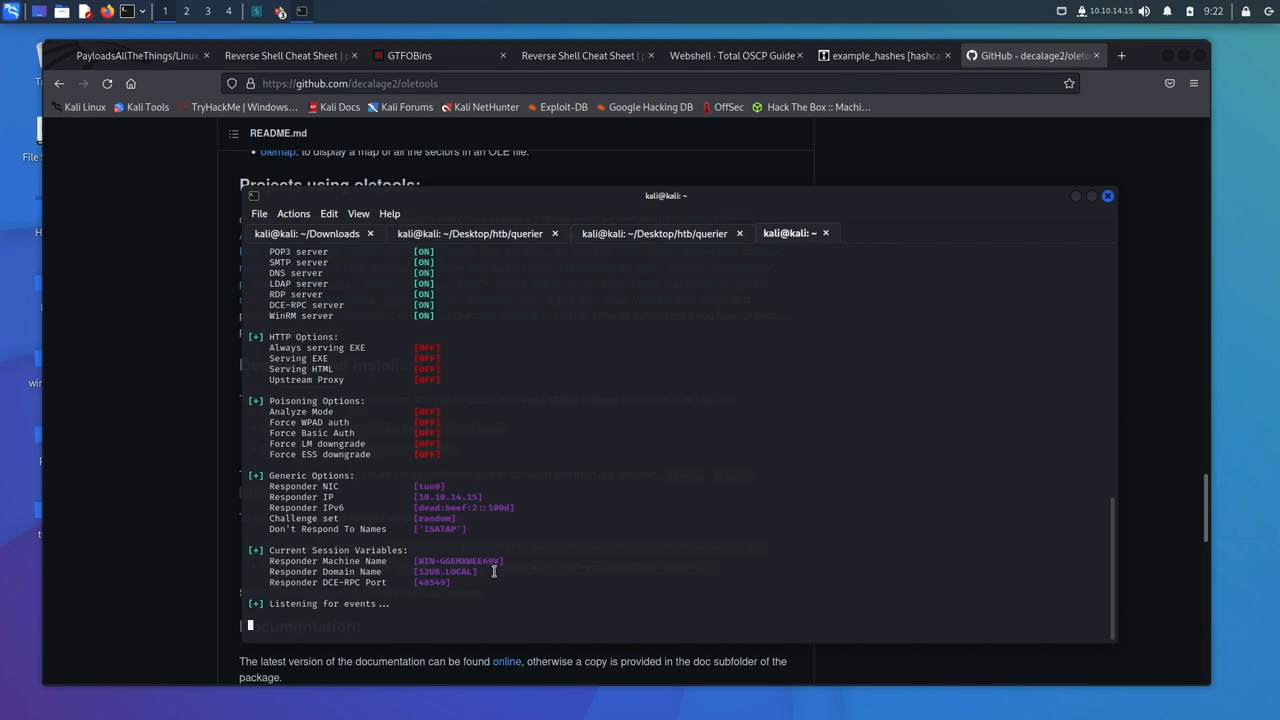 1 2 3 4 10.10.14.15 9:22
PayloadsAllTheThings/Linux Reverse Shell Cheat Sheet | GTFOBins Reverse Shell Cheat Sheet | Webshell - Total OSCP Guide example_hashes [hashcat GitHub - decalage2/oletoo
https://github.com/decalage2/oletools
Kali Linux Kali Tools TryHackMe | Windows... Kali Docs Kali Forums Kali NetHunter Exploit-DB Google Hacking DB OffSec Hack The Box :: Machi...
README.md
olemap: to display a map of all the sectors in an OLE file.
Projects using oletools:
kali@kali: ~
File Actions Edit View Help
kali@kali: ~/Downloads kali@kali: ~/Desktop/htb/querier kali@kali: ~/Desktop/htb/querier kali@kali: ~
POP3 server [ON]
SMTP server [ON]
DNS server [ON]
LDAP server [ON]
RDP server [ON]
DCE-RPC server [ON]
WinRM server [ON]
[+] HTTP Options:
Always serving EXE [OFF]
Serving EXE [OFF]
Serving HTML [OFF]
Upstream Proxy [OFF]
[+] Poisoning Options:
Analyze Mode [OFF]
Force WPAD auth [OFF]
Force Basic Auth [OFF]
Force LM downgrade [OFF]
Force ESS downgrade [OFF]
[+] Generic Options:
Responder NIC [tun0]
Responder IP [10.10.14.15]
Responder IPv6 [dead:beef:2::100d]
Challenge set [random]
Don't Respond To Names ['ISATAP']
[+] Current Session Variables:
Responder Machine Name [WIN-GGEMXWEE69V]
Responder Domain Name [12U8.LOCAL]
Responder DCE-RPC Port [48549]
[+] Listening for events...
Documentation:
The latest version of the documentation can be found online, otherwise a copy is provided in the doc subfolder of the
package.
File S